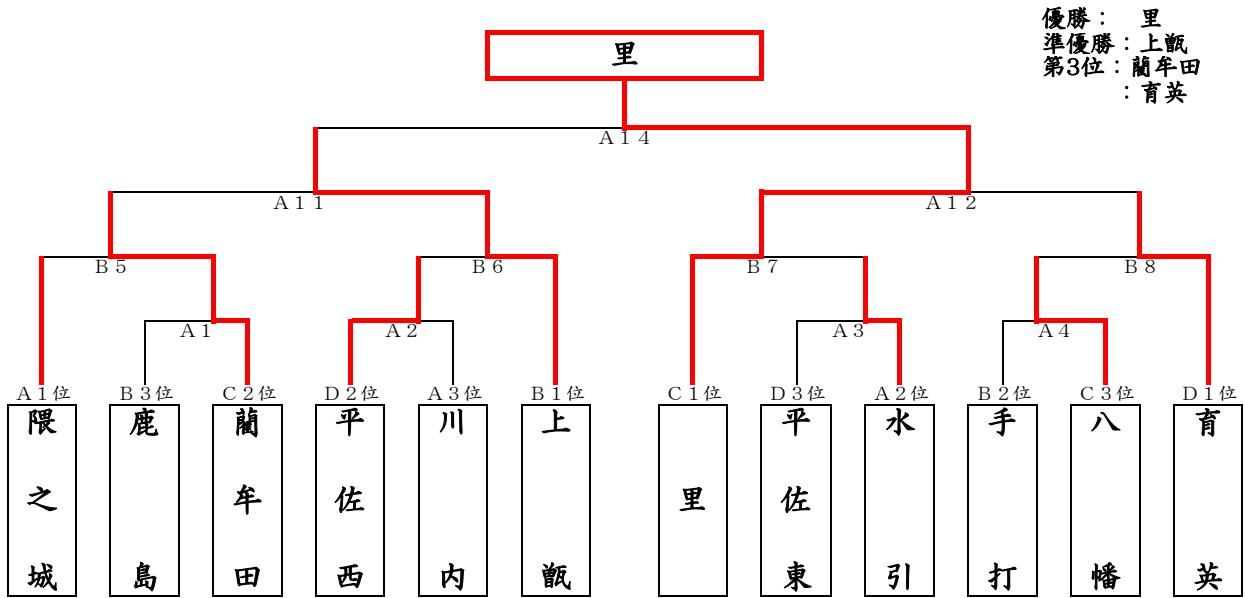 優勝： 里
準優勝：上甑
第3位：藺牟田
：育英
里
Ａ１４
Ａ１１
Ａ１２
Ｂ５
Ｂ６
Ｂ７
Ｂ８
Ａ１
Ａ２
Ａ３
Ａ４
Ａ１位
Ｂ３位
Ｃ２位
Ｄ２位
Ａ３位
Ｂ１位
Ｃ１位
Ｄ３位
Ａ２位
Ｂ２位
Ｃ３位
Ｄ１位
隈之城
鹿島
藺牟田
平佐西
川内
上甑
里
平佐東
水引
手打
八幡
育英